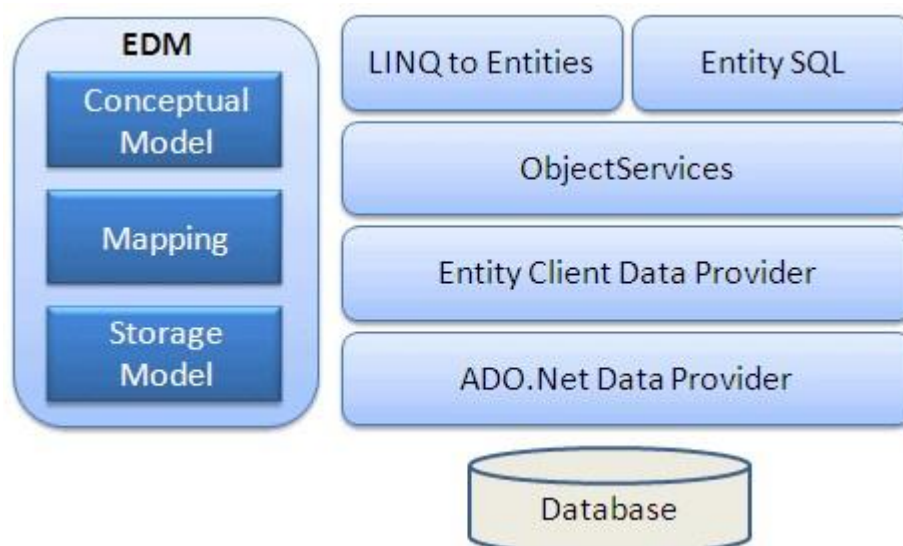 EDM
Conceptual
Model
Mapping
Storage
Model
LINQ to Entities
Entity SQL
ObjectServices
Entity Client Data Provider
ADO.Net Data Provider
Database